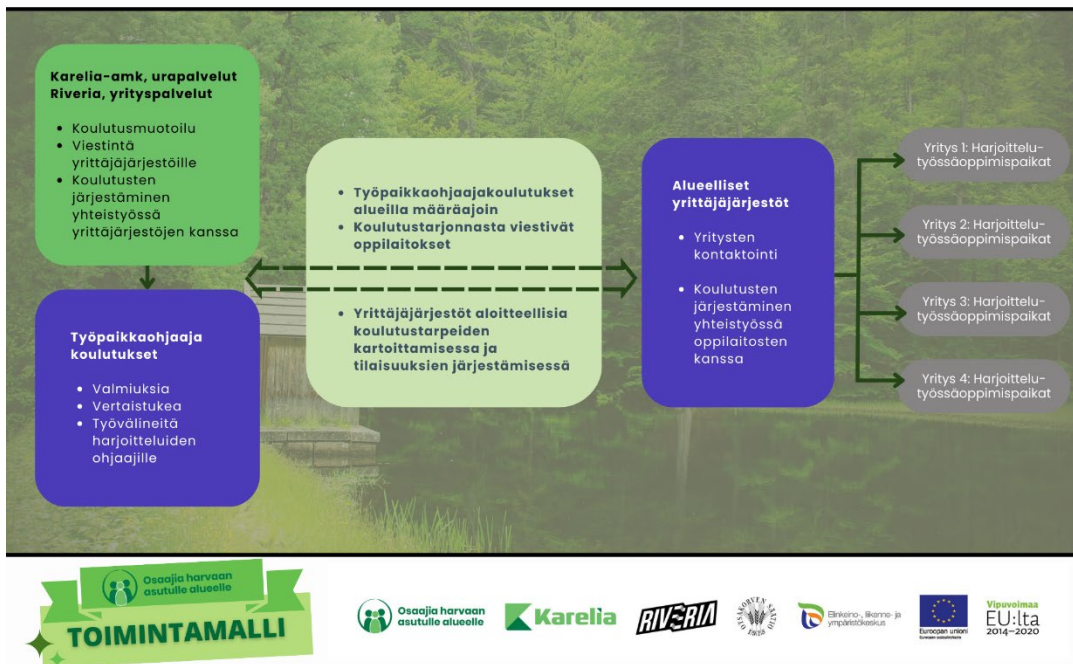 Karelia-amk, urapalvelut
Riveria, yrityspalvelut
• Koulutusmuotoilu
• Viestintä
yrittäjäjärjestöille
• Koulutusten
järjestäminen
yhteistyössä
yrittäjärjestöjen kanssa
Työpaikkaohjaaja
koulutukset
• Valmiuksia
• Vertaistukea
• Työvälineitä
harjoitteluiden
ohjaajille
• Työpaikkaohjaajakoulutukset
alueilla määräajoin
• Koulutustarjonnasta viestivät
oppilaitokset
• Yrittäjäjärjestöt aloitteellisia
koulutustarpeiden
kartoittamisessa ja
tilaisuuksien järjestämisessä
Alueelliset
yrittäjäjärjestöt
• Yritysten
kontaktointi
• Koulutusten
järjestäminen
yhteistyössä
oppilaitosten
kanssa
Yritys 1: Harjoittelu-
työssäoppimispaikat
Yritys 2: Harjoittelu-
työssäoppimispaikat
Yritys 3: Harjoittelu-
työssäoppimispaikat
Yritys 4: Harjoittelu-
työssäoppimispaikat
Osaajia harvaan
asutulle alueelle
TOIMINTAMALLI
Osaajia harvaan
asutulle alueelle
Karelia
RIVERIA
Elinkeino-, liikenne- ja
ympäristökeskus
Euroopan unioni
Euroopan sosiaalirahasto
Vipuvoimaa
EU:lta
2014–2020